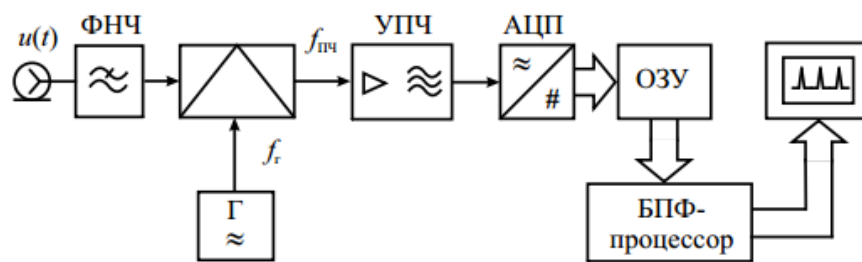 u(t)
ФНЧ
fпч
УПЧ
АЦП
≈
#
ОЗУ
fг
Г
≈
БПФ-
процессор